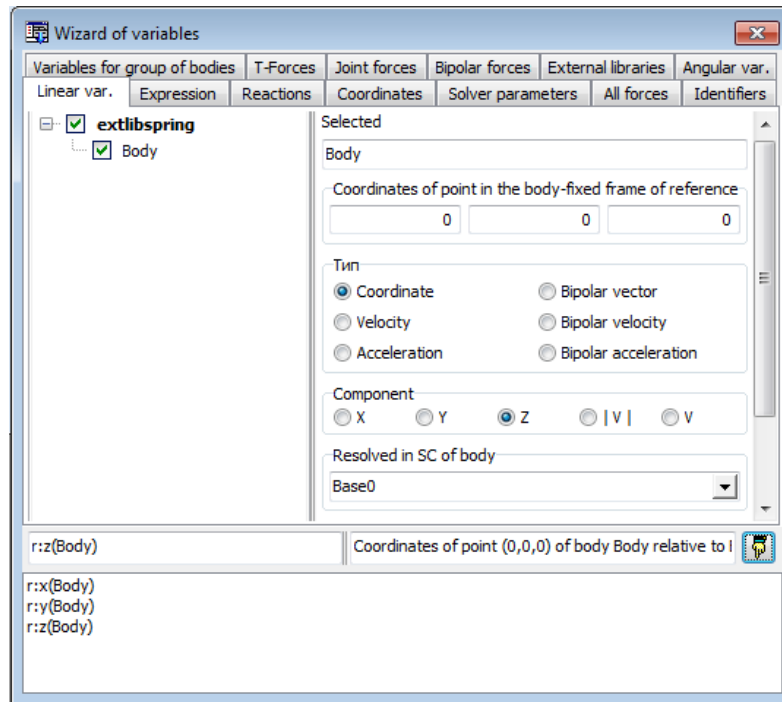 Wizard of variables
Variables for group of bodies T-Forces Joint forces Bipolar forces External libraries Angular var.
Linear var. Expression Reactions Coordinates Solver parameters All forces Identifiers
extlibspring
Body
Selected
Body
Coordinates of point in the body-fixed frame of reference
0 0 0
Тип
Coordinate Bipolar vector
Velocity Bipolar velocity
Acceleration Bipolar acceleration
Component
X Y Z |V| V
Resolved in SC of body
Base0
r:z(Body) Coordinates of point (0,0,0) of body Body relative to
r:x(Body)
r:y(Body)
r:z(Body)